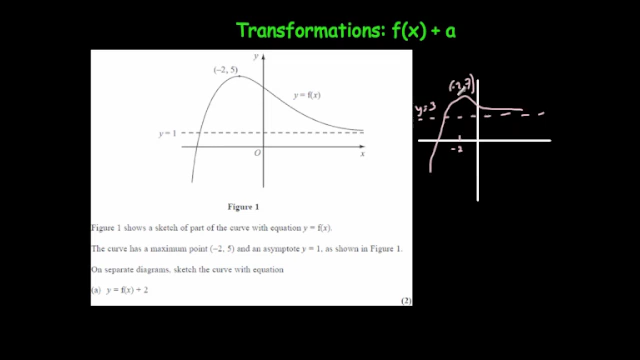 Transformations: f(x) + a
y
(-2, 5)
y = f(x)
y = 1
O
x
Figure 1
Figure 1 shows a sketch of part of the curve with equation y = f(x).
The curve has a maximum point (-2, 5) and an asymptote y = 1, as shown in Figure 1.
On separate diagrams, sketch the curve with equation
(a) y = f(x) + 2
(2)
(-2,7)
y=3
-2